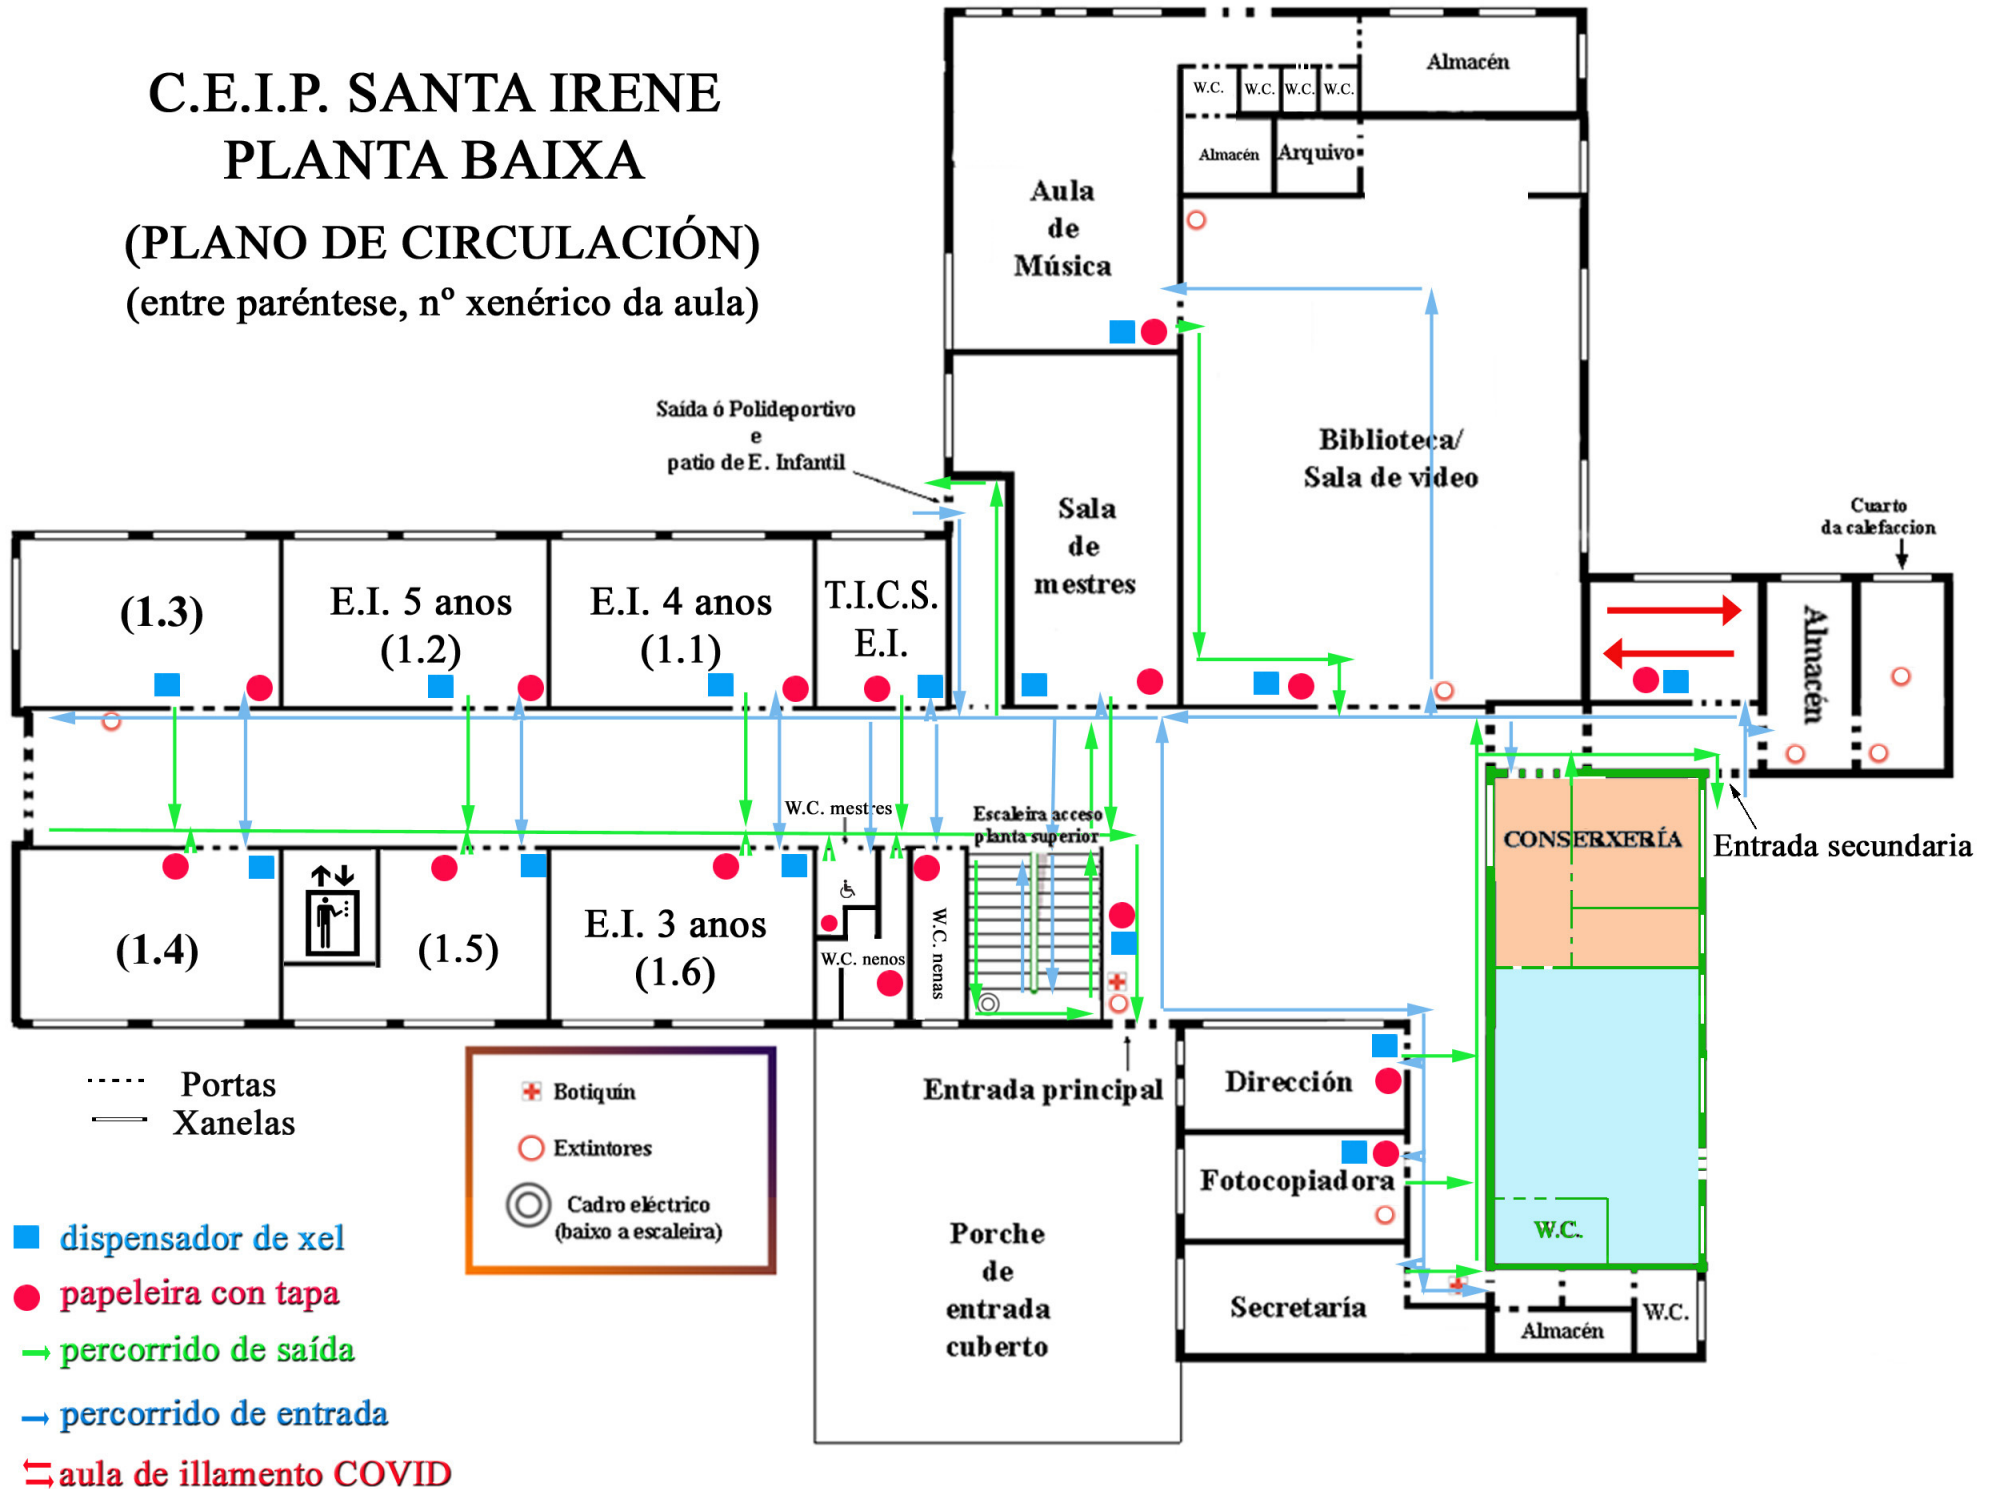 C.E.I.P. SANTA IRENE
PLANTA BAIXA
(PLANO DE CIRCULACIÓN)
(entre paréntese, nº xenérico da aula)
Almacén
W.C.
W.C.
W.C.
W.C.
Almacén
Arquivo
Aula
de
Música
Saída ó Polideportivo
e
patio de E. Infantil
Biblioteca/
Sala de video
Sala
de
mestres
Cuarto
da calefaccion
Almacén
(1.3)
E.I. 5 anos
(1.2)
E.I. 4 anos
(1.1)
T.I.C.S.
E.I.
W.C. mestres
Escaleira acceso
planta superior
CONSERXERÍA
Entrada secundaria
(1.4)
(1.5)
E.I. 3 anos
(1.6)
W.C. nenos
W.C. nenas
Entrada principal
Dirección
Fotocopiadora
Secretaría
W.C.
Almacén
W.C.
Porche
de
entrada
cuberto
Portas
Xanelas
Botiquín
Extintores
Cadro eléctrico
(baixo a escaleira)
dispensador de xel
papeleira con tapa
percorrido de saída
percorrido de entrada
aula de illamento COVID